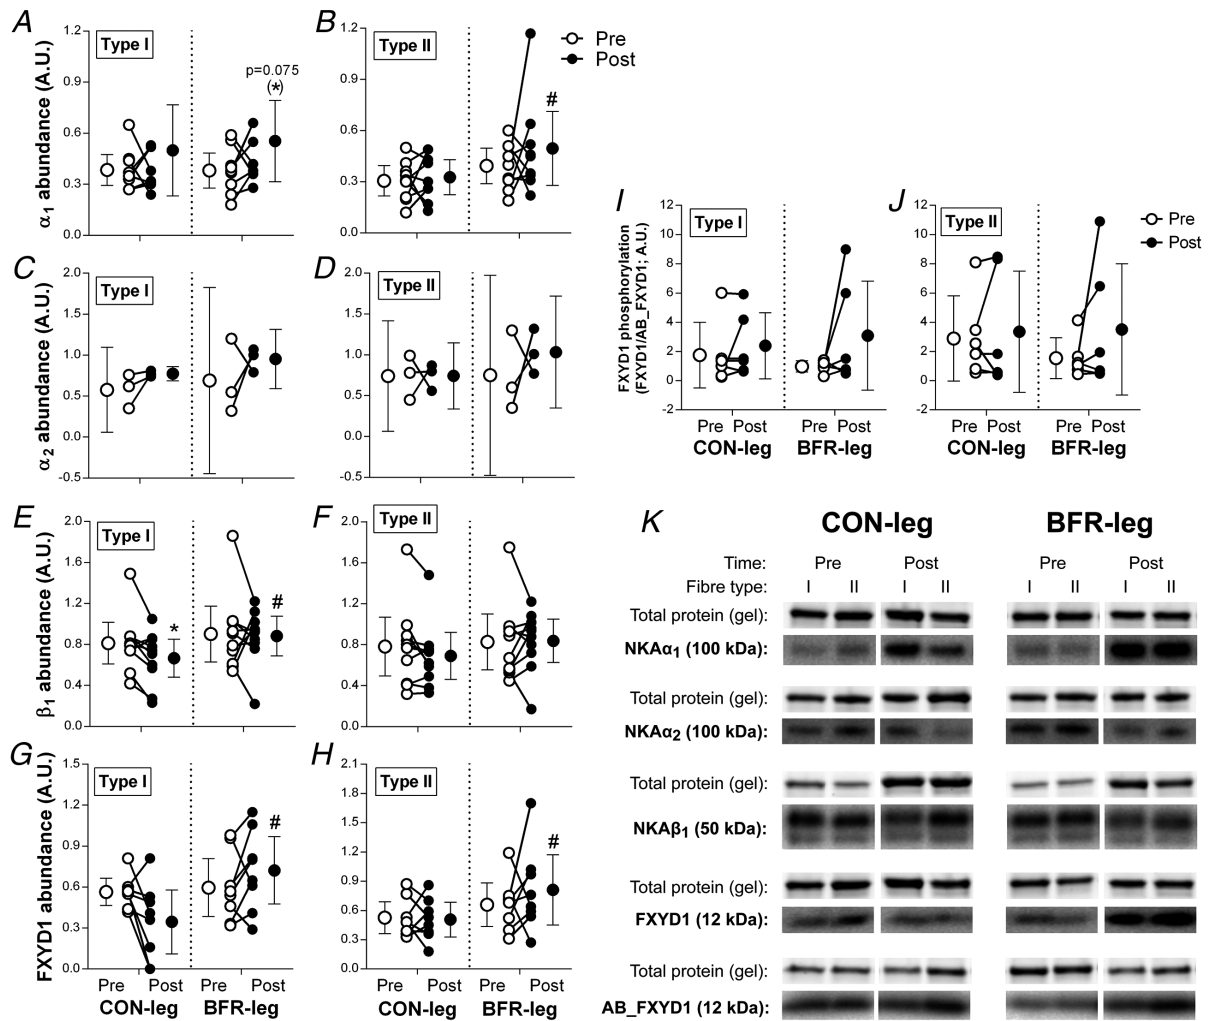 A
B
Type I
Type II
Pre
Post
α1 abundance (A.U.)
1.2
0.9
0.6
0.3
0.0
p=0.075
(*)
1.2
0.9
0.6
0.3
0.0
#
C
D
Type I
Type II
α2 abundance (A.U.)
2.0
1.5
1.0
0.5
0.0
-0.5
2.0
1.5
1.0
0.5
0.0
-0.5
E
F
Type I
Type II
β1 abundance (A.U.)
2.0
1.6
1.2
0.8
0.4
0.0
*
#
2.0
1.6
1.2
0.8
0.4
0.0
G
H
Type I
Type II
FXYD1 abundance (A.U.)
1.5
1.2
0.9
0.6
0.3
0.0
#
2.1
1.8
1.5
1.2
0.9
0.6
0.3
0.0
#
Pre Post Pre Post
CON-leg BFR-leg
Pre Post Pre Post
CON-leg BFR-leg
I
J
Type I
Type II
Pre
Post
FXYD1 phosphorylation
(FXYD1/AB_FXYD1; A.U.)
12
10
8
6
4
2
0
-2
12
10
8
6
4
2
0
-2
Pre Post Pre Post
CON-leg BFR-leg
Pre Post Pre Post
CON-leg BFR-leg
K
CON-leg BFR-leg
Time: Pre Post Pre Post
Fibre type: I II I II I II I II
Total protein (gel):
NKAα1 (100 kDa):
Total protein (gel):
NKAα2 (100 kDa):
Total protein (gel):
NKAβ1 (50 kDa):
Total protein (gel):
FXYD1 (12 kDa):
Total protein (gel):
AB_FXYD1 (12 kDa):